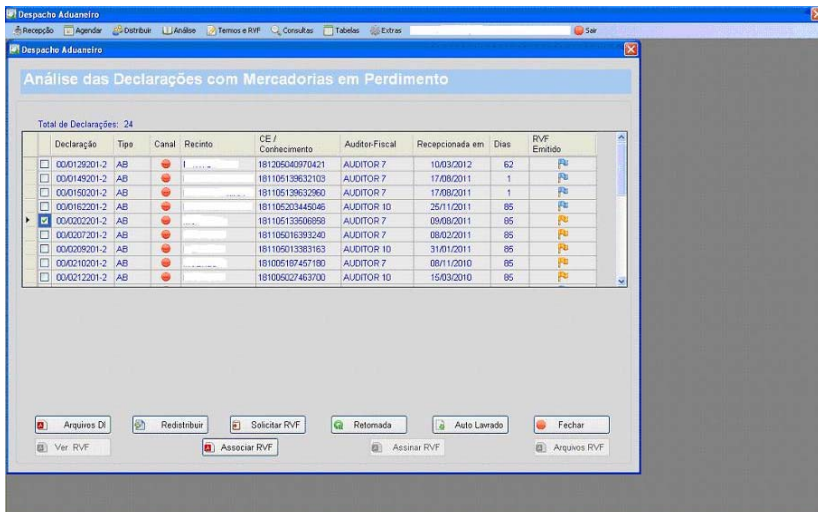 Despacho Aduaneiro
Recepção Agendar Distribuir Análise Termos e RVF Consultas Tabelas Extras Sair
Despacho Aduaneiro
Análise das Declarações com Mercadorias em Perdimento
Total de Declarações: 24
Declaração Tipo Canal Recinto CE / Conhecimento Auditor-Fiscal Recepcionada em Dias RVF Emitido
00/0129201-2 AB 181205040970421 AUDITOR 7 10/03/2012 62
00/0149201-2 AB 181105139632103 AUDITOR 7 17/08/2011 1
00/0150201-2 AB 181105139632960 AUDITOR 7 17/08/2011 1
00/0162201-2 AB 181105203445046 AUDITOR 10 25/11/2011 85
00/0202201-2 AB 181105133506858 AUDITOR 7 09/08/2011 85
00/0207201-2 AB 181105016393240 AUDITOR 7 08/02/2011 85
00/0209201-2 AB 181105013383163 AUDITOR 10 31/01/2011 85
00/0210201-2 AB 181005187457180 AUDITOR 7 08/11/2010 85
00/0212201-2 AB 181005027463700 AUDITOR 10 15/03/2010 85
Arquivos DI Redistribuir Solicitar RVF Retomada Auto Lavrado Fechar
Ver RVF Associar RVF Assinar RVF Arquivos RVF